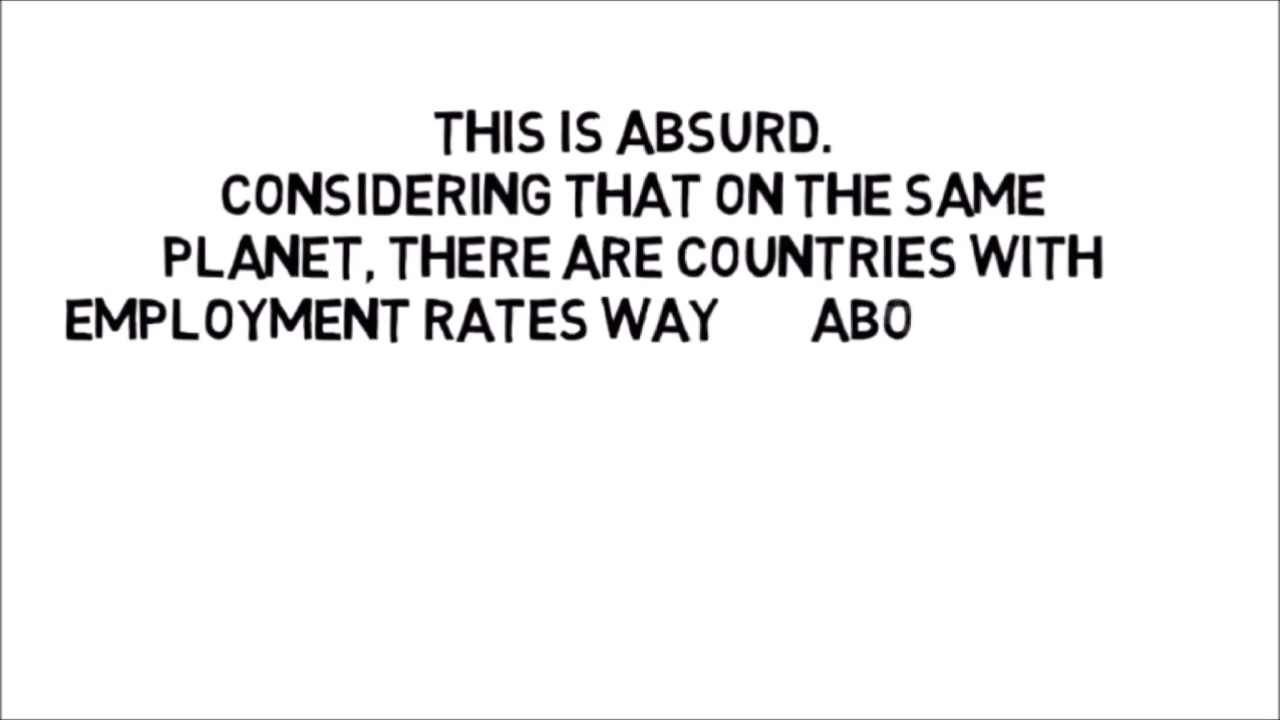 THIS IS ABSURD.
CONSIDERING THAT ON THE SAME
PLANET, THERE ARE COUNTRIES WITH
EMPLOYMENT RATES WAY ABO